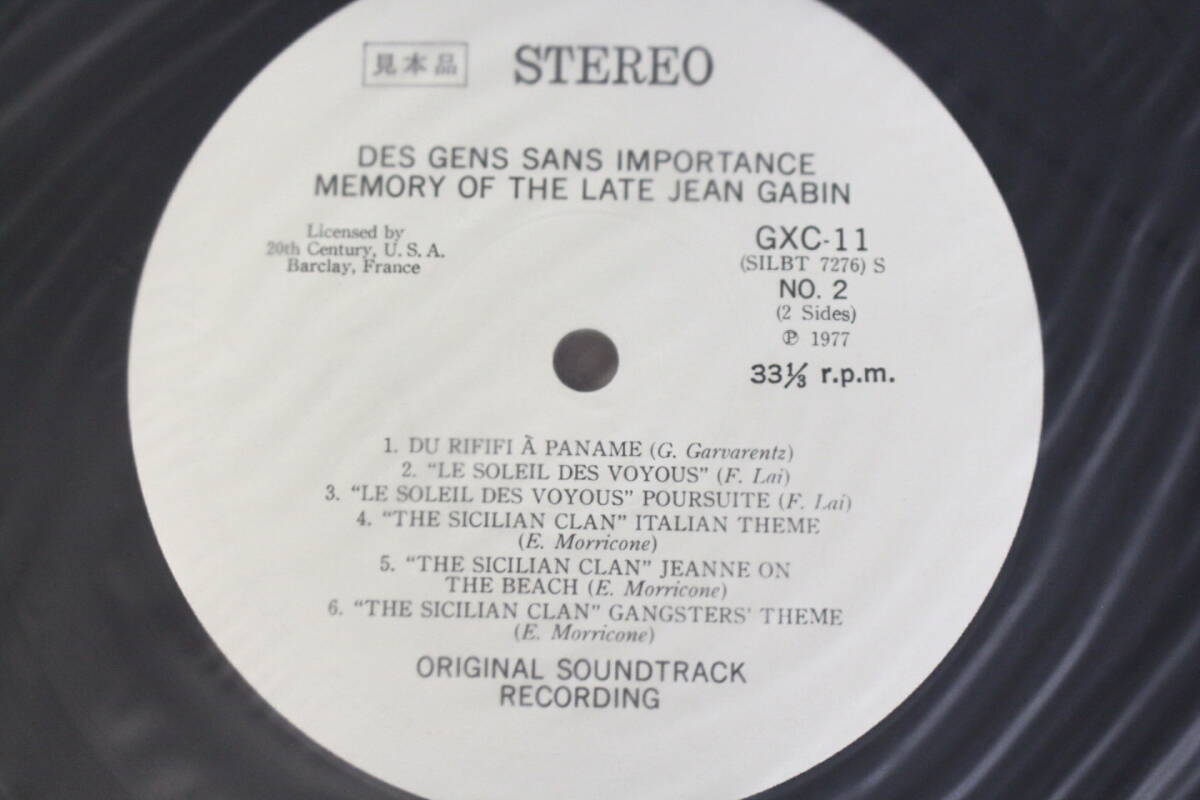 見本品 STEREO
DES GENS SANS IMPORTANCE
MEMORY OF THE LATE JEAN GABIN
Licensed by
20th Century, U. S. A.
Barclay, France
GXC-11
(SILBT 7276) S
NO. 2
(2 Sides)
℗ 1977
33⅓ r.p.m.
1. DU RIFIFI À PANAME (G. Garvarentz)
2. “LE SOLEIL DES VOYOUS” (F. Lai)
3. “LE SOLEIL DES VOYOUS” POURSUITE (F. Lai)
4. “THE SICILIAN CLAN” ITALIAN THEME
(E. Morricone)
5. “THE SICILIAN CLAN” JEANNE ON
THE BEACH (E. Morricone)
6. “THE SICILIAN CLAN” GANGSTERS’ THEME
(E. Morricone)
ORIGINAL SOUNDTRACK
RECORDING